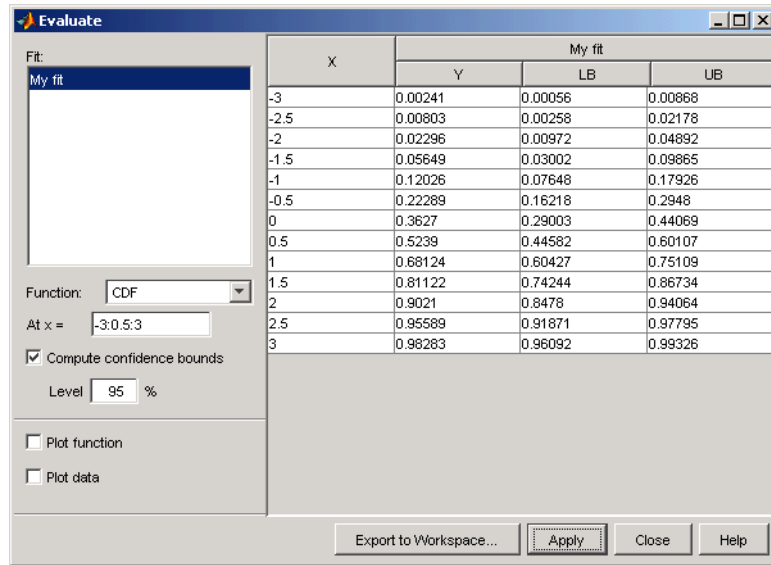 Evaluate
Fit:
My fit
Function: CDF
At x = -3:0.5:3
Compute confidence bounds
Level 95 %
Plot function
Plot data
X My fit
Y LB UB
-3 0.00241 0.00056 0.00868
-2.5 0.00803 0.00258 0.02178
-2 0.02296 0.00972 0.04892
-1.5 0.05649 0.03002 0.09865
-1 0.12026 0.07648 0.17926
-0.5 0.22289 0.16218 0.2948
0 0.3627 0.29003 0.44069
0.5 0.5239 0.44582 0.60107
1 0.68124 0.60427 0.75109
1.5 0.81122 0.74244 0.86734
2 0.9021 0.8478 0.94064
2.5 0.95589 0.91871 0.97795
3 0.98283 0.96092 0.99326
Export to Workspace... Apply Close Help